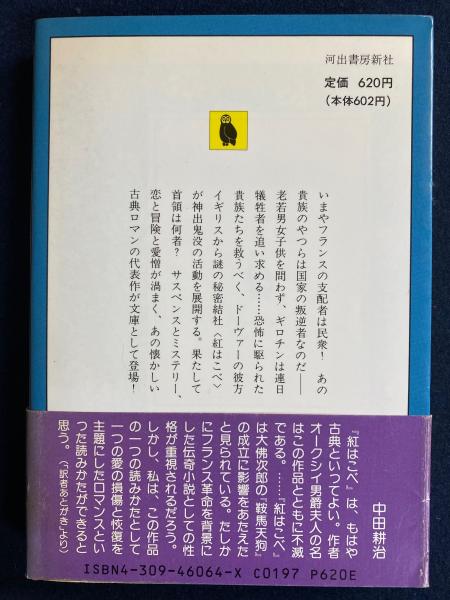 河出書房新社
定価 620円
(本体602円)
いまやフランスの支配者は民衆! あの
貴族のやつらは国家の叛逆者なのだ――
老若男女子供を問わず、ギロチンは連日
犠牲者を追い求める……恐怖に駆られた
貴族たちを救うべく、ドーヴァーの彼方
イギリスから謎の秘密結社〈紅はこべ〉
が神出鬼没の活動を展開する。果たして
首領は何者? サスペンスとミステリー、
恋と冒険と愛憎が渦まく、あの懐かしい
古典ロマンの代表作が文庫として登場!
中田耕治
『紅はこべ』は、もはや
古典といってよい。作者
オークシイ男爵夫人の名
はこの作品とともに不滅
である。……『紅はこべ』
は大佛次郎の『鞍馬天狗』
の成立に影響をあたえた
と見られている。たしか
にフランス革命を背景に
した伝奇小説としての性
格が重視されるだろう。
しかし、私は、この作品
の一つの読みかたとして
一つの愛の損傷と恢復を
主題にしたロマンスとい
った読みかたができると
思う。〈「訳者あとがき」より〉
ISBN4-309-46064-X C0197 P620E